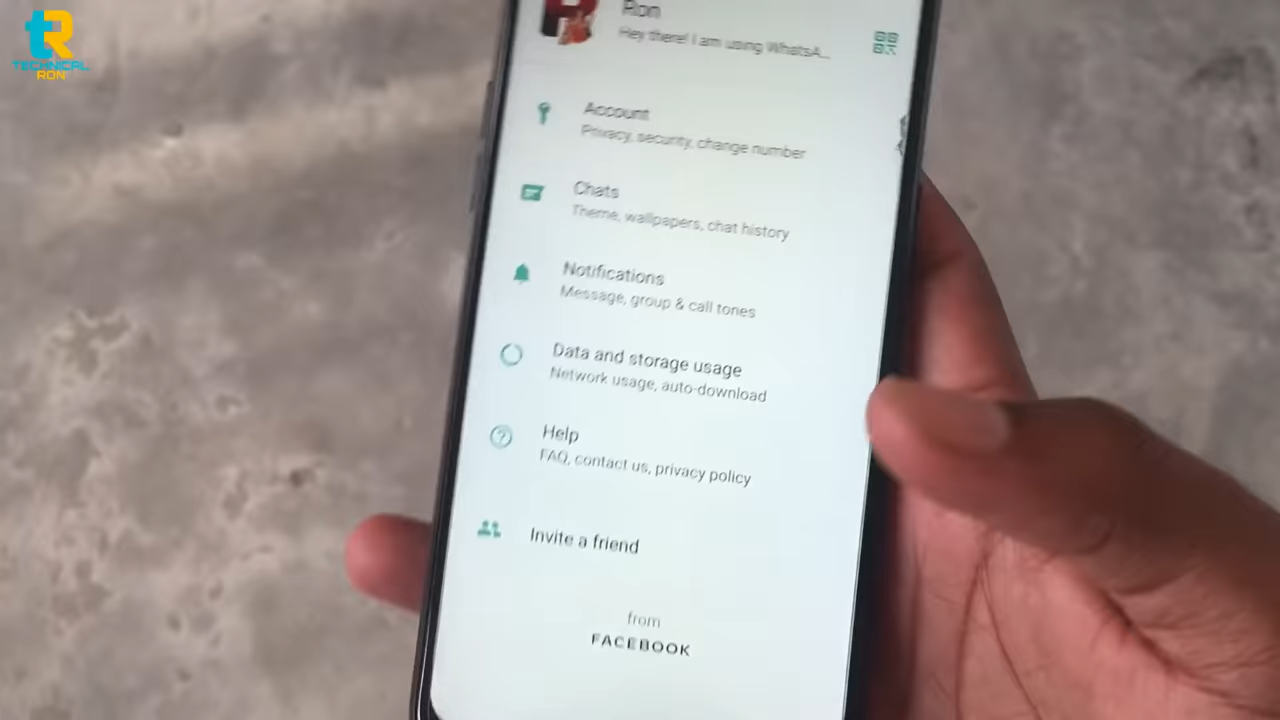 TECHNICAL
RON
Ron
Hey there! I am using WhatsA...
Account
Privacy, security, change number
Chats
Theme, wallpapers, chat history
Notifications
Message, group & call tones
Data and storage usage
Network usage, auto-download
Help
FAQ, contact us, privacy policy
Invite a friend
from
FACEBOOK